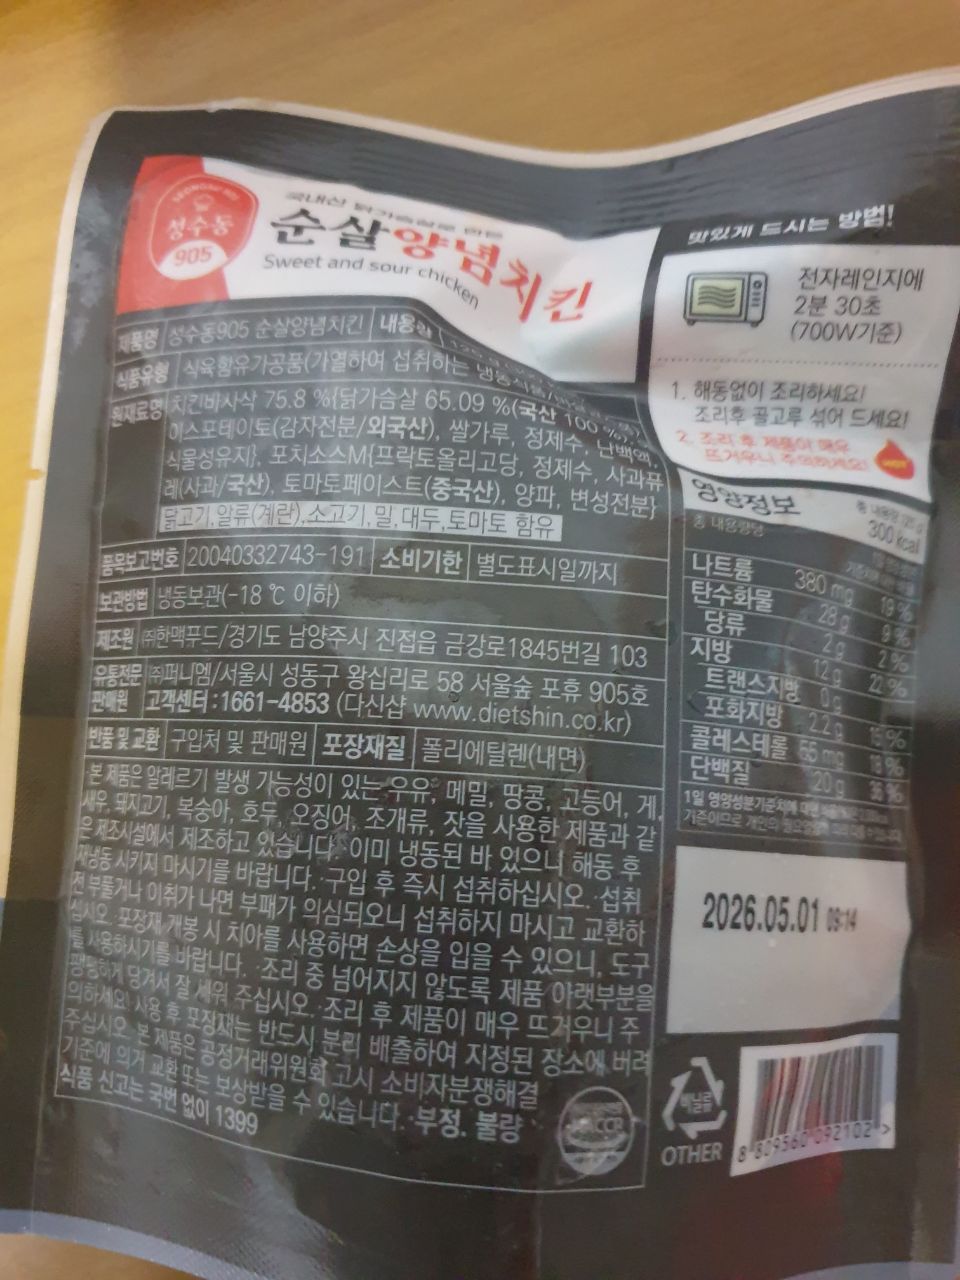 성수동
905
국내산 닭가슴살로 만든
순살양념치킨
Sweet and sour chicken
제품명 성수동905 순살양념치킨 내용량
식품유형 식육함유가공품(가열하여 섭취하는 냉동식품)
원재료명 치킨바사삭 75.8 %{닭가슴살 65.09 %(국산 100 %),
이스포테이토(감자전분/외국산), 쌀가루, 정제수, 난백액,
식물성유지}, 포치소스M{프락토올리고당, 정제수, 사과퓨
레(사과/국산), 토마토페이스트(중국산), 양파, 변성전분}
닭고기, 알류(계란), 소고기, 밀, 대두, 토마토 함유
품목보고번호 20040332743-191 소비기한 별도표시일까지
보관방법 냉동보관(-18 ℃ 이하)
제조원 ㈜한맥푸드/경기도 남양주시 진접읍 금강로1845번길 103
유통전문 ㈜퍼니엠/서울시 성동구 왕십리로 58 서울숲 포휴 905호
판매원 고객센터 : 1661-4853 (다신샵 www.dietshin.co.kr)
반품 및 교환 구입처 및 판매원 포장재질 폴리에틸렌(내면)
·본 제품은 알레르기 발생 가능성이 있는 우유, 메밀, 땅콩, 고등어, 게,
새우, 돼지고기, 복숭아, 호두, 오징어, 조개류, 잣을 사용한 제품과 같
은 제조시설에서 제조하고 있습니다. ·이미 냉동된 바 있으니 해동 후
재냉동 시키지 마시기를 바랍니다. ·구입 후 즉시 섭취하십시오. ·섭취
전 부풀거나 이취가 나면 부패가 의심되오니 섭취하지 마시고 교환하
십시오. ·포장재 개봉 시 치아를 사용하면 손상을 입을 수 있으니, 도구
를 사용하시기를 바랍니다. ·조리 중 넘어지지 않도록 제품 아랫부분을
팽팽하게 당겨서 잘 세워 주십시오. ·조리 후 제품이 매우 뜨거우니 주
의하세요! ·사용 후 포장재는 반드시 분리 배출하여 지정된 장소에 버려
주십시오. ·본 제품은 공정거래위원회 고시 소비자분쟁해결
기준에 의거 교환 또는 보상받을 수 있습니다. ·부정, 불량
식품 신고는 국번 없이 1399
맛있게 드시는 방법!
전자레인지에
2분 30초
(700W기준)
1. 해동없이 조리하세요!
조리후 골고루 섞어 드세요!
2. 조리 후 제품이 매우
뜨거우니 주의하세요!
HOT
영양정보
300 kcal
총 내용량당
나트륨 380 mg 19 %
탄수화물 28 g 9 %
당류 2 g 2 %
지방 12 g 22 %
트랜스지방 0 g
포화지방 2.2 g 15 %
콜레스테롤 55 mg 18 %
단백질 20 g 36 %
2026.05.01 09:14
OTHER
8 809560 092102 >